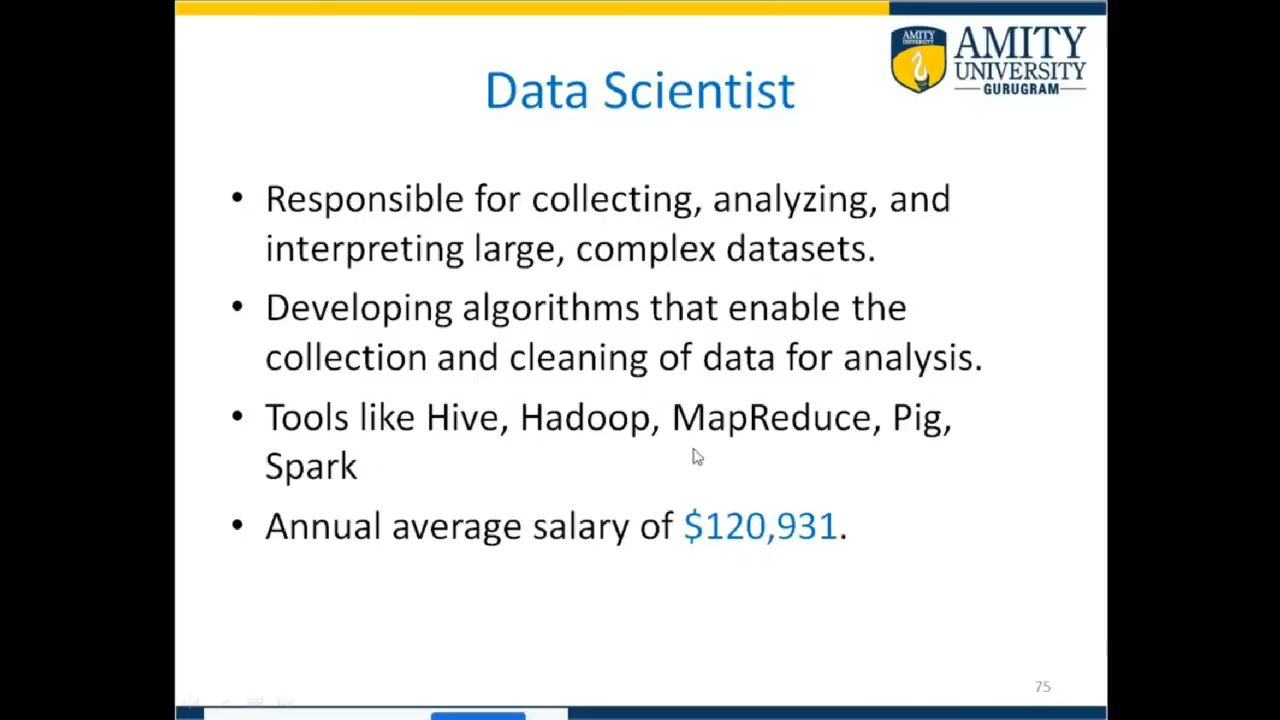 AMITY
UNIVERSITY
AMITY
UNIVERSITY
GURUGRAM
Data Scientist
• Responsible for collecting, analyzing, and
interpreting large, complex datasets.
• Developing algorithms that enable the
collection and cleaning of data for analysis.
• Tools like Hive, Hadoop, MapReduce, Pig,
Spark
• Annual average salary of $120,931.
75